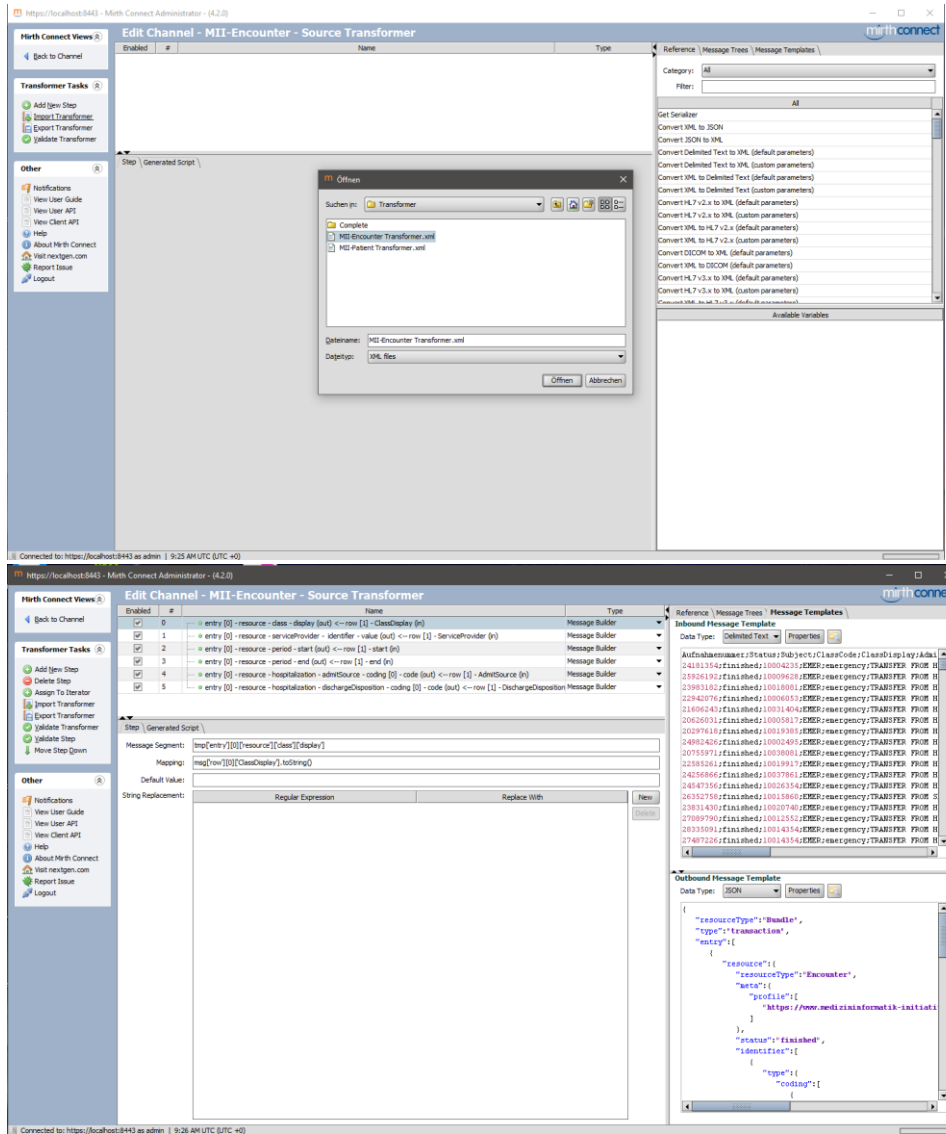 https://localhost:8443 - Mirth Connect Administrator - (4.2.0)
Mirth Connect Views
Back to Channel
Transformer Tasks
Add New Step
Import Transformer
Export Transformer
Validate Transformer
Other
Notifications
View User Guide
View User API
View Client API
Help
About Mirth Connect
Visit nextgen.com
Report Issue
Logout
Edit Channel - MII-Encounter - Source Transformer
mirthconnect
Enabled # Name Type
Step Generated Script
Öffnen
Suchen in: Transformer
Complete
MII-Encounter Transformer.xml
MII-Patient Transformer.xml
Dateiname: MII-Encounter Transformer.xml
Dateityp: XML files
Öffnen Abbrechen
Reference Message Trees Message Templates
Category: All
Filter:
All
Get Serializer
Convert XML to JSON
Convert JSON to XML
Convert Delimited Text to XML (default parameters)
Convert Delimited Text to XML (custom parameters)
Convert XML to Delimited Text (default parameters)
Convert XML to Delimited Text (custom parameters)
Convert HL7 v2.x to XML (default parameters)
Convert HL7 v2.x to XML (custom parameters)
Convert XML to HL7 v2.x (default parameters)
Convert XML to HL7 v2.x (custom parameters)
Convert DICOM to XML (default parameters)
Convert XML to DICOM (default parameters)
Convert HL7 v3.x to XML (default parameters)
Convert HL7 v3.x to XML (custom parameters)
Convert XML to HL7 v3.x (default parameters)
Available Variables
Connected to: https://localhost:8443 as admin | 9:25 AM UTC (UTC +0)
https://localhost:8443 - Mirth Connect Administrator - (4.2.0)
Mirth Connect Views
Back to Channel
Transformer Tasks
Add New Step
Delete Step
Assign To Iterator
Import Transformer
Export Transformer
Validate Transformer
Validate Step
Move Step Down
Other
Notifications
View User Guide
View User API
View Client API
Help
About Mirth Connect
Visit nextgen.com
Report Issue
Logout
Edit Channel - MII-Encounter - Source Transformer
mirthconne
Enabled # Name Type
0 entry [0] - resource - class - display (out) <-- row [1] - ClassDisplay (in) Message Builder
1 entry [0] - resource - serviceProvider - identifier - value (out) <-- row [1] - ServiceProvider (in) Message Builder
2 entry [0] - resource - period - start (out) <-- row [1] - start (in) Message Builder
3 entry [0] - resource - period - end (out) <-- row [1] - end (in) Message Builder
4 entry [0] - resource - hospitalization - admitSource - coding [0] - code (out) <-- row [1] - AdmitSource (in) Message Builder
5 entry [0] - resource - hospitalization - dischargeDisposition - coding [0] - code (out) <-- row [1] - DischargeDisposition Message Builder
Step Generated Script
Message Segment: tmp['entry'][0]['resource']['class']['display']
Mapping: msg['row'][0]['ClassDisplay'].toString()
Default Value:
String Replacement: Regular Expression Replace With New
Delete
Reference Message Trees Message Templates
Inbound Message Template
Data Type: Delimited Text Properties
Aufnahmenummer;Status;Subject;ClassCode;ClassDisplay;Admi
24181354;finished;10004235;EMER;emergency;TRANSFER FROM H
25926192;finished;10009628;EMER;emergency;TRANSFER FROM H
23983182;finished;10018081;EMER;emergency;TRANSFER FROM H
22942076;finished;10006053;EMER;emergency;TRANSFER FROM H
21606243;finished;10031404;EMER;emergency;TRANSFER FROM H
20626031;finished;10005817;EMER;emergency;TRANSFER FROM H
20297618;finished;10019385;EMER;emergency;TRANSFER FROM H
24982426;finished;10002495;EMER;emergency;TRANSFER FROM H
20755971;finished;10038081;EMER;emergency;TRANSFER FROM H
22585261;finished;10019917;EMER;emergency;TRANSFER FROM H
24256866;finished;10037861;EMER;emergency;TRANSFER FROM H
24547356;finished;10026354;EMER;emergency;TRANSFER FROM H
26352758;finished;10015860;EMER;emergency;TRANSFER FROM S
23831430;finished;10020740;EMER;emergency;TRANSFER FROM H
27089790;finished;10012552;EMER;emergency;TRANSFER FROM H
28335091;finished;10014354;EMER;emergency;TRANSFER FROM H
27487226;finished;10014354;EMER;emergency;TRANSFER FROM H
Outbound Message Template
Data Type: JSON Properties
{
"resourceType":"Bundle",
"type":"transaction",
"entry":[
{
"resource":{
"resourceType":"Encounter",
"meta":{
"profile":[
"https://www.medizininformatik-initiati
]
},
"status":"finished",
"identifier":[
{
"type":{
"coding":[
{
Connected to: https://localhost:8443 as admin | 9:26 AM UTC (UTC +0)